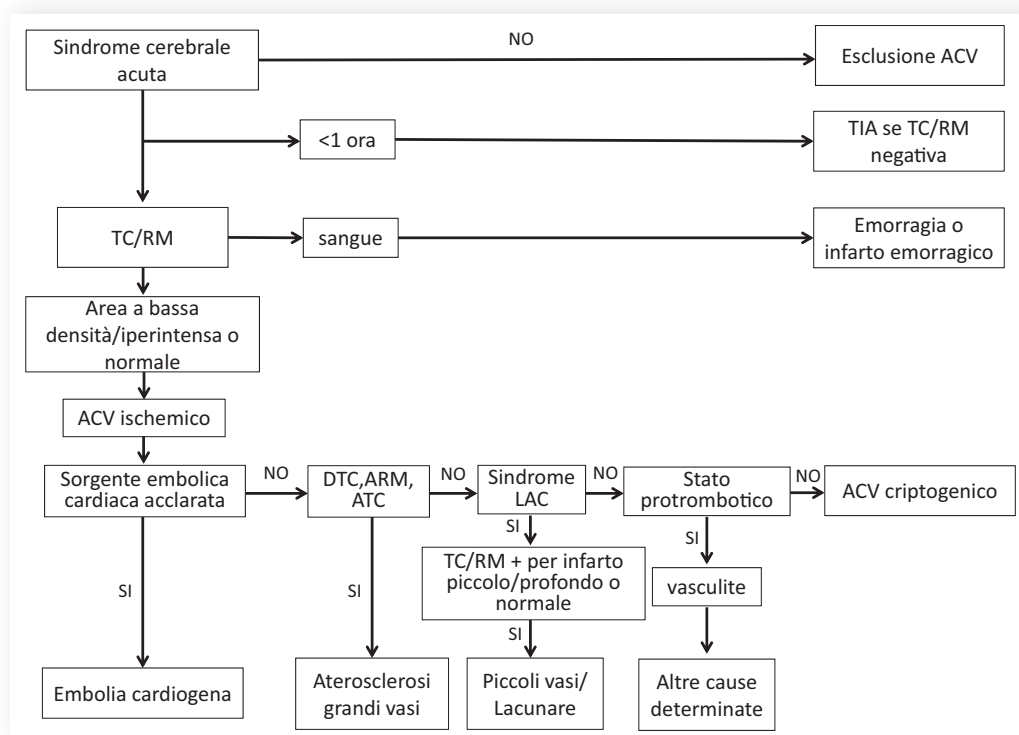 Sindrome cerebrale
acuta
NO
Esclusione ACV
<1 ora
TIA se TC/RM
negativa
TC/RM
sangue
Emorragia o
infarto emorragico
Area a bassa
densità/iperintensa o
normale
ACV ischemico
Sorgente embolica
cardiaca acclarata
NO
DTC,ARM,
ATC
NO
Sindrome
LAC
NO
Stato
protrombotico
NO
ACV criptogenico
SI
SI
SI
SI
TC/RM + per infarto
piccolo/profondo o
normale
vasculite
SI
Embolia cardiogena
Aterosclerosi
grandi vasi
Piccoli vasi/
Lacunare
Altre cause
determinate